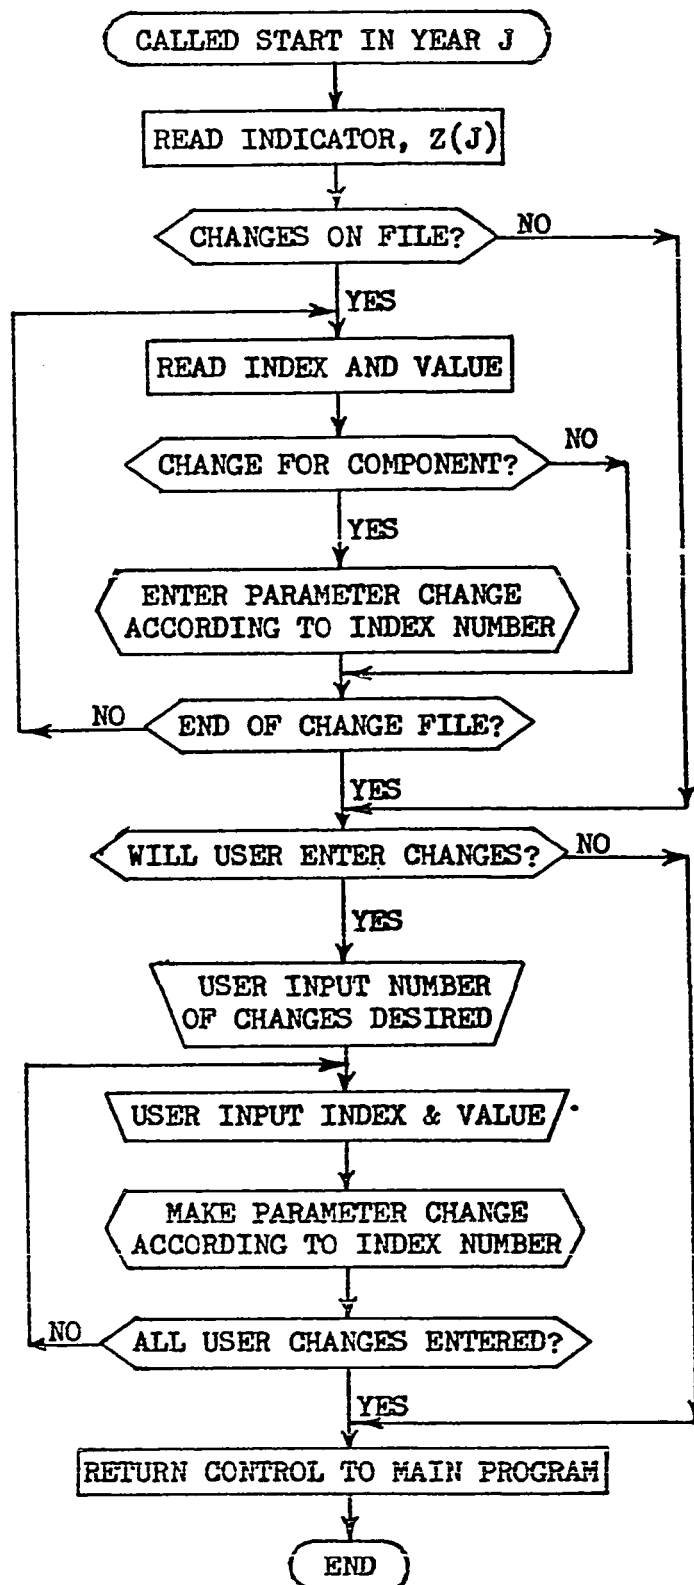 CALLED START IN YEAR J
READ INDICATOR, Z(J)
CHANGES ON FILE?
NO
YES
READ INDEX AND VALUE
NO
CHANGE FOR COMPONENT?
YES
ENTER PARAMETER CHANGE
ACCORDING TO INDEX NUMBER
NO
END OF CHANGE FILE?
YES
WILL USER ENTER CHANGES?
NO
YES
USER INPUT NUMBER
OF CHANGES DESIRED
USER INPUT INDEX & VALUE
MAKE PARAMETER CHANGE
ACCORDING TO INDEX NUMBER
NO
ALL USER CHANGES ENTERED?
YES
RETURN CONTROL TO MAIN PROGRAM
END